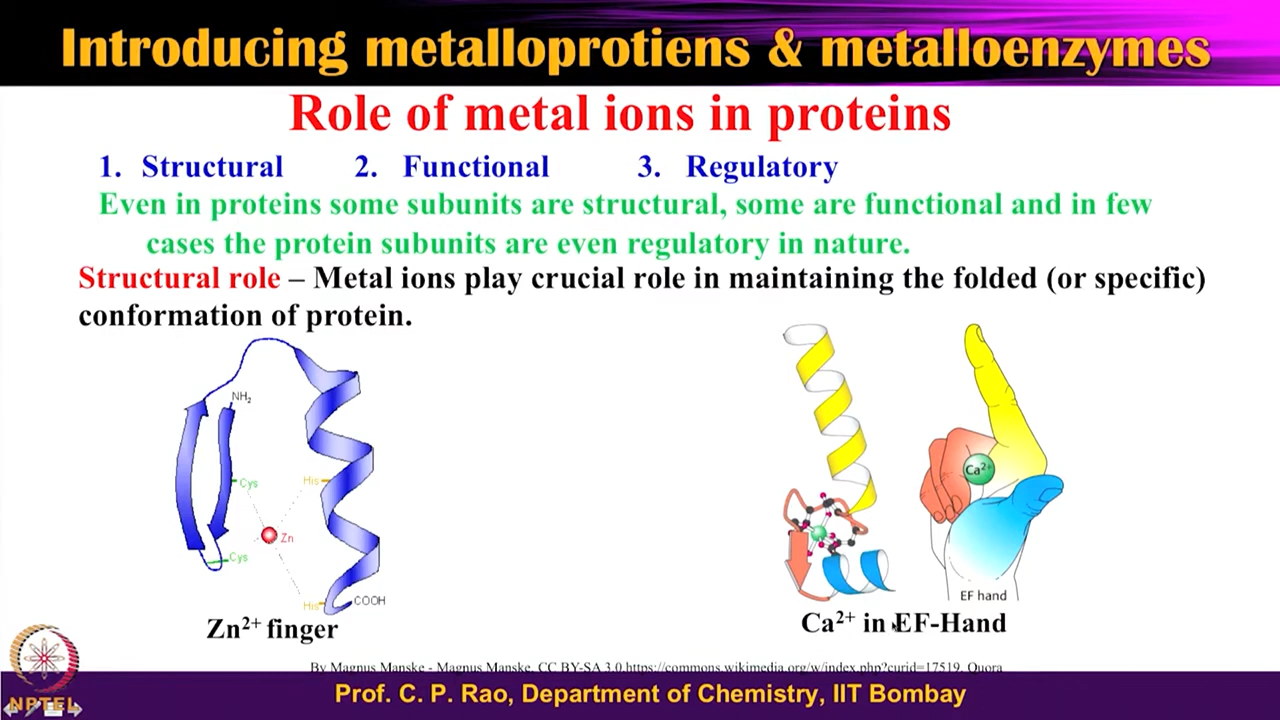 Introducing metalloprotiens & metalloenzymes
Role of metal ions in proteins
1. Structural 2. Functional 3. Regulatory
Even in proteins some subunits are structural, some are functional and in few
cases the protein subunits are even regulatory in nature.
Structural role – Metal ions play crucial role in maintaining the folded (or specific)
conformation of protein.
NH₂
Cys
His
Zn
Cys
His
COOH
Zn²⁺ finger
Ca²⁺
EF hand
Ca²⁺ in EF-Hand
By Magnus Manske - Magnus Manske, CC BY-SA 3.0,https://commons.wikimedia.org/w/index.php?curid=17519, Quora
Prof. C. P. Rao, Department of Chemistry, IIT Bombay
NPTEL